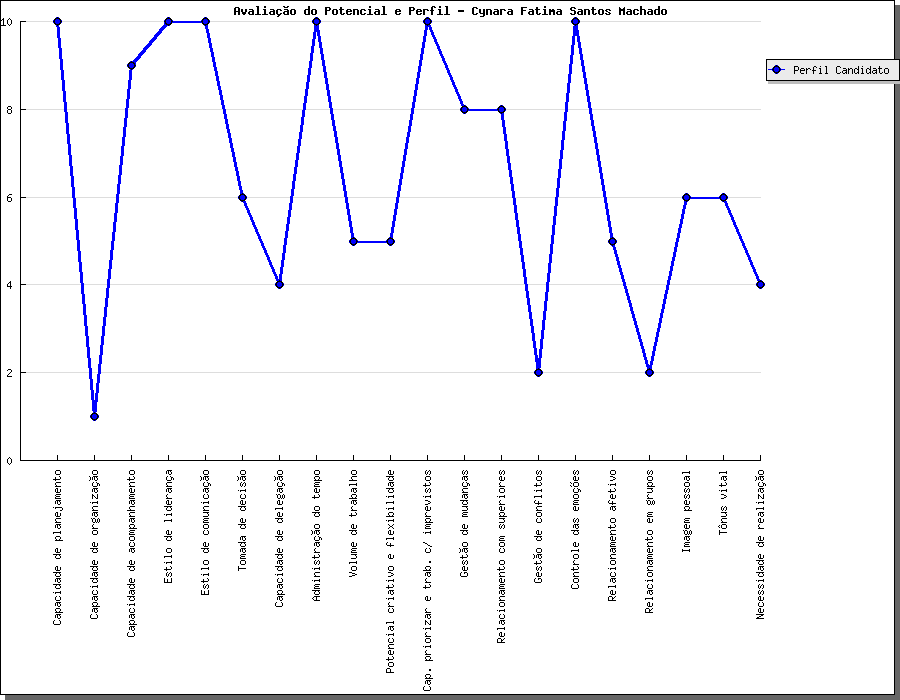 Avaliação do Potencial e Perfil - Cynara Fatima Santos Machado
Perfil Candidato
10
8
6
4
2
0
Capacidade de planejamento
Capacidade de organização
Capacidade de acompanhamento
Estilo de liderança
Estilo de comunicação
Tomada de decisão
Capacidade de delegação
Administração do tempo
Volume de trabalho
Potencial criativo e flexibilidade
Cap. priorizar e trab. c/ imprevistos
Gestão de mudanças
Relacionamento com superiores
Gestão de conflitos
Controle das emoções
Relacionamento afetivo
Relacionamento em grupos
Imagem pessoal
Tônus vital
Necessidade de realização